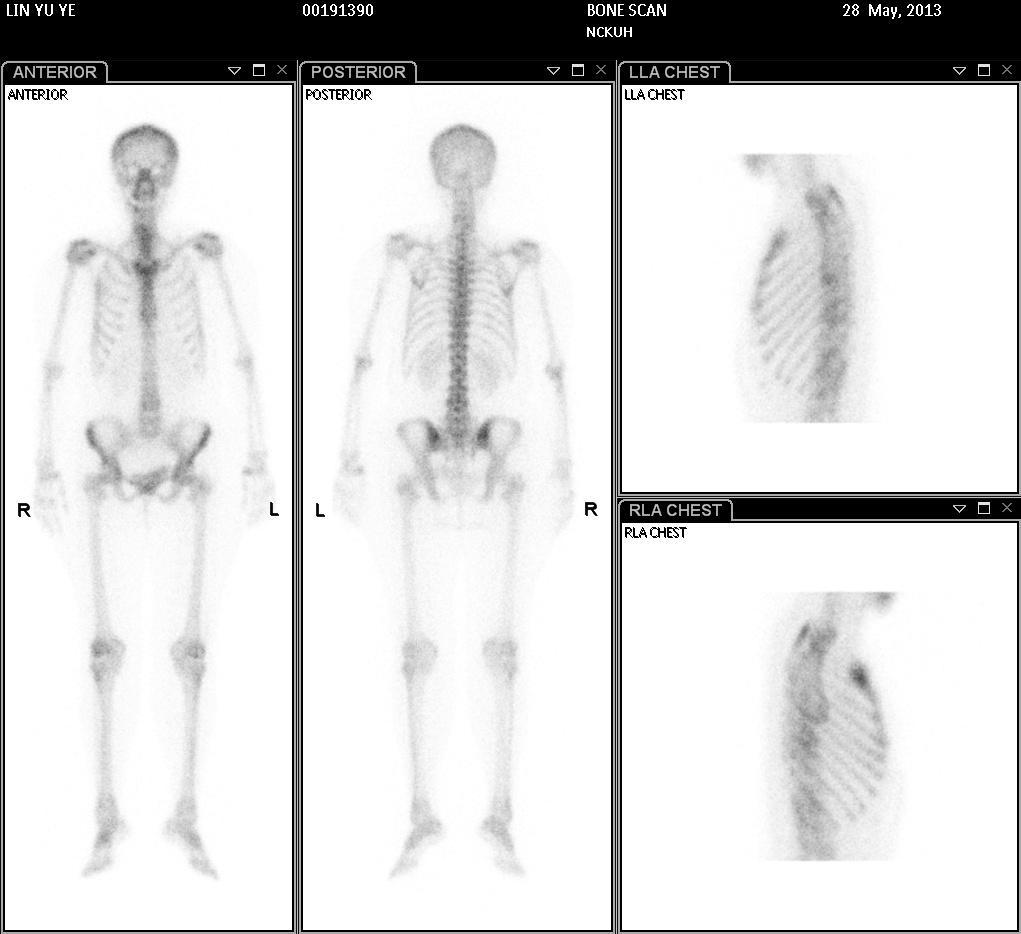 LIN YU YE 00191390 BONE SCAN 28 May, 2013
NCKUH
ANTERIOR POSTERIOR LLA CHEST
ANTERIOR POSTERIOR LLA CHEST
R L L R
RLA CHEST
RLA CHEST